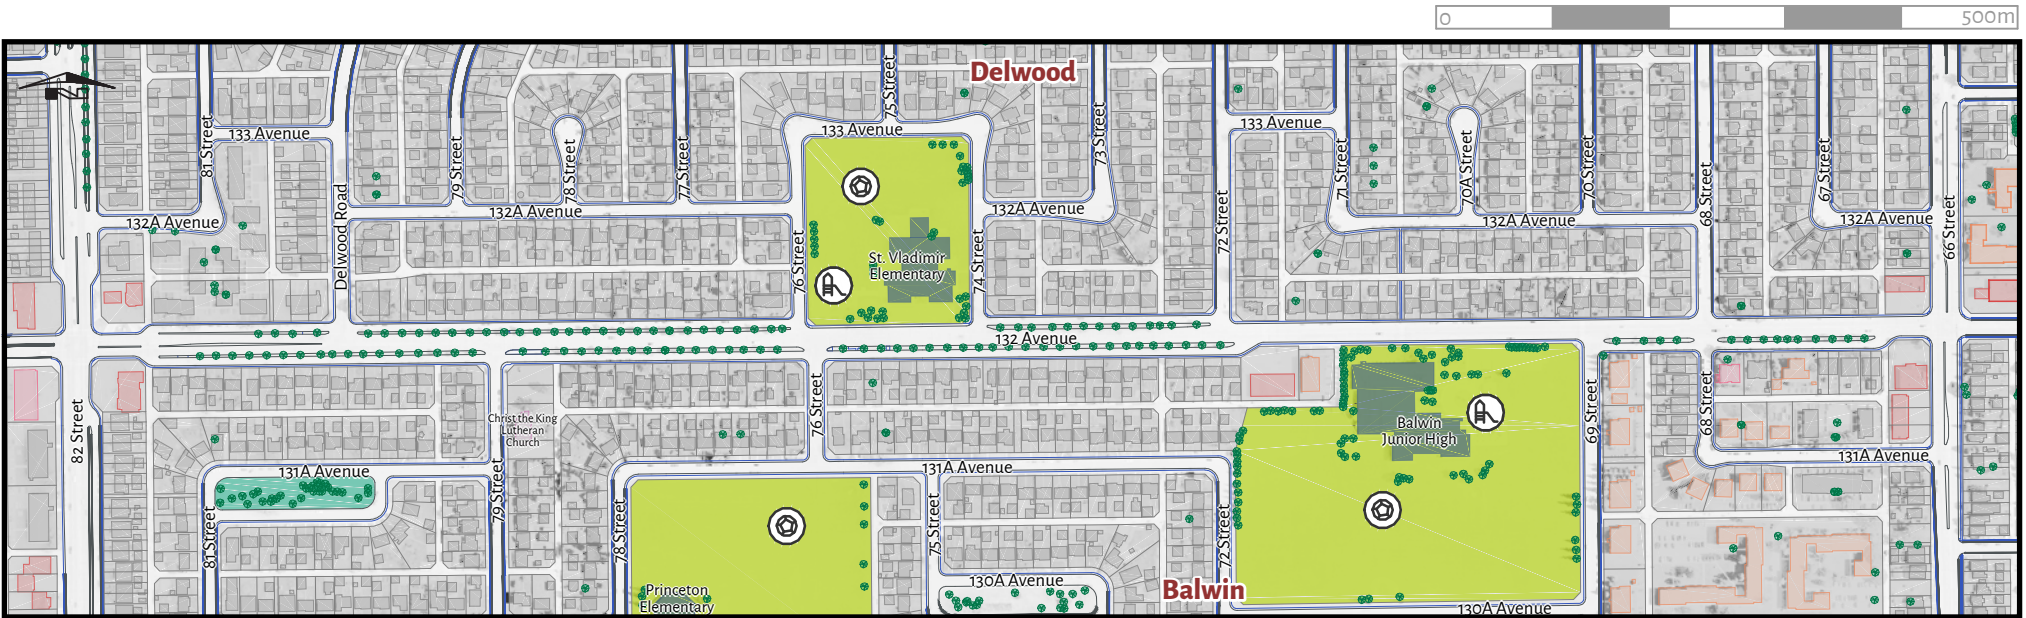 0
500m
Delwood
75 Street
133 Avenue
81 Street
133 Avenue
79 Street
78 Street
77 Street
73 Street
133 Avenue
71 Street
70A Street
70 Street
68 Street
67 Street
132A Avenue
Delwood Road
132A Avenue
76 Street
St. Vladimir
Elementary
74 Street
132A Avenue
72 Street
132A Avenue
132A Avenue
66 Street
132 Avenue
82 Street
Christ the King
Lutheran
Church
76 Street
Balwin
Junior High
69 Street
68 Street
131A Avenue
131A Avenue
131A Avenue
81 Street
79 Street
78 Street
75 Street
72 Street
130A Avenue
Princeton
Elementary
Balwin
130A Avenue